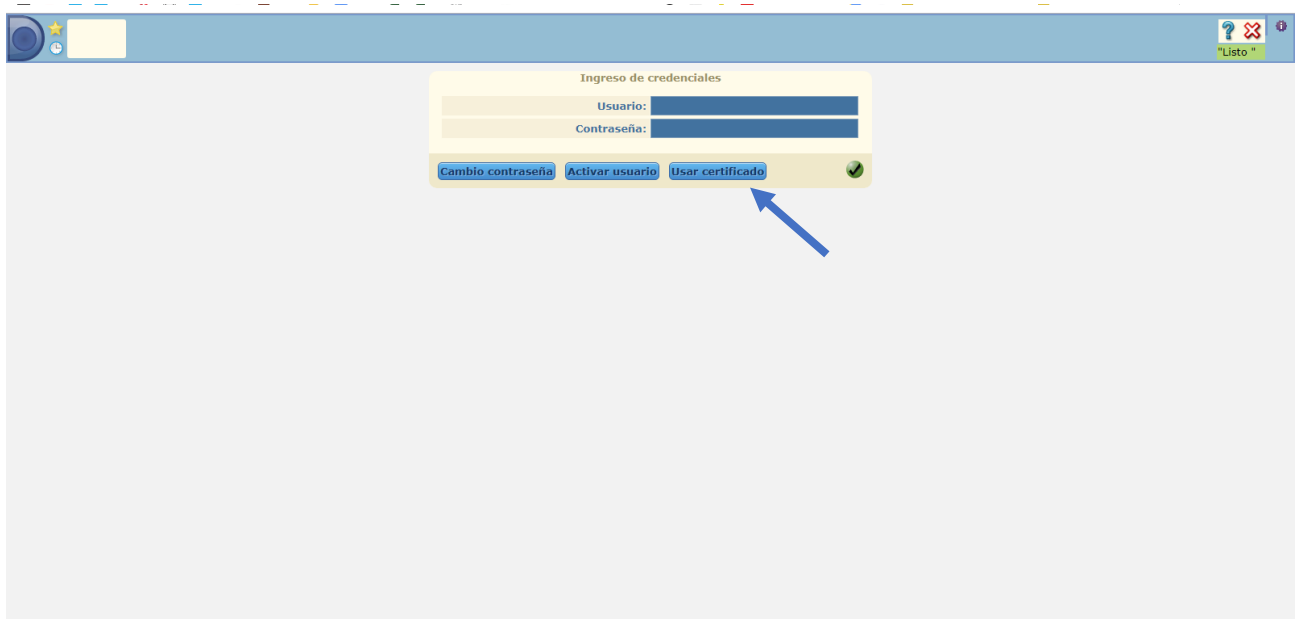 "Listo "
Ingreso de credenciales
Usuario:
Contraseña:
Cambio contraseña Activar usuario Usar certificado